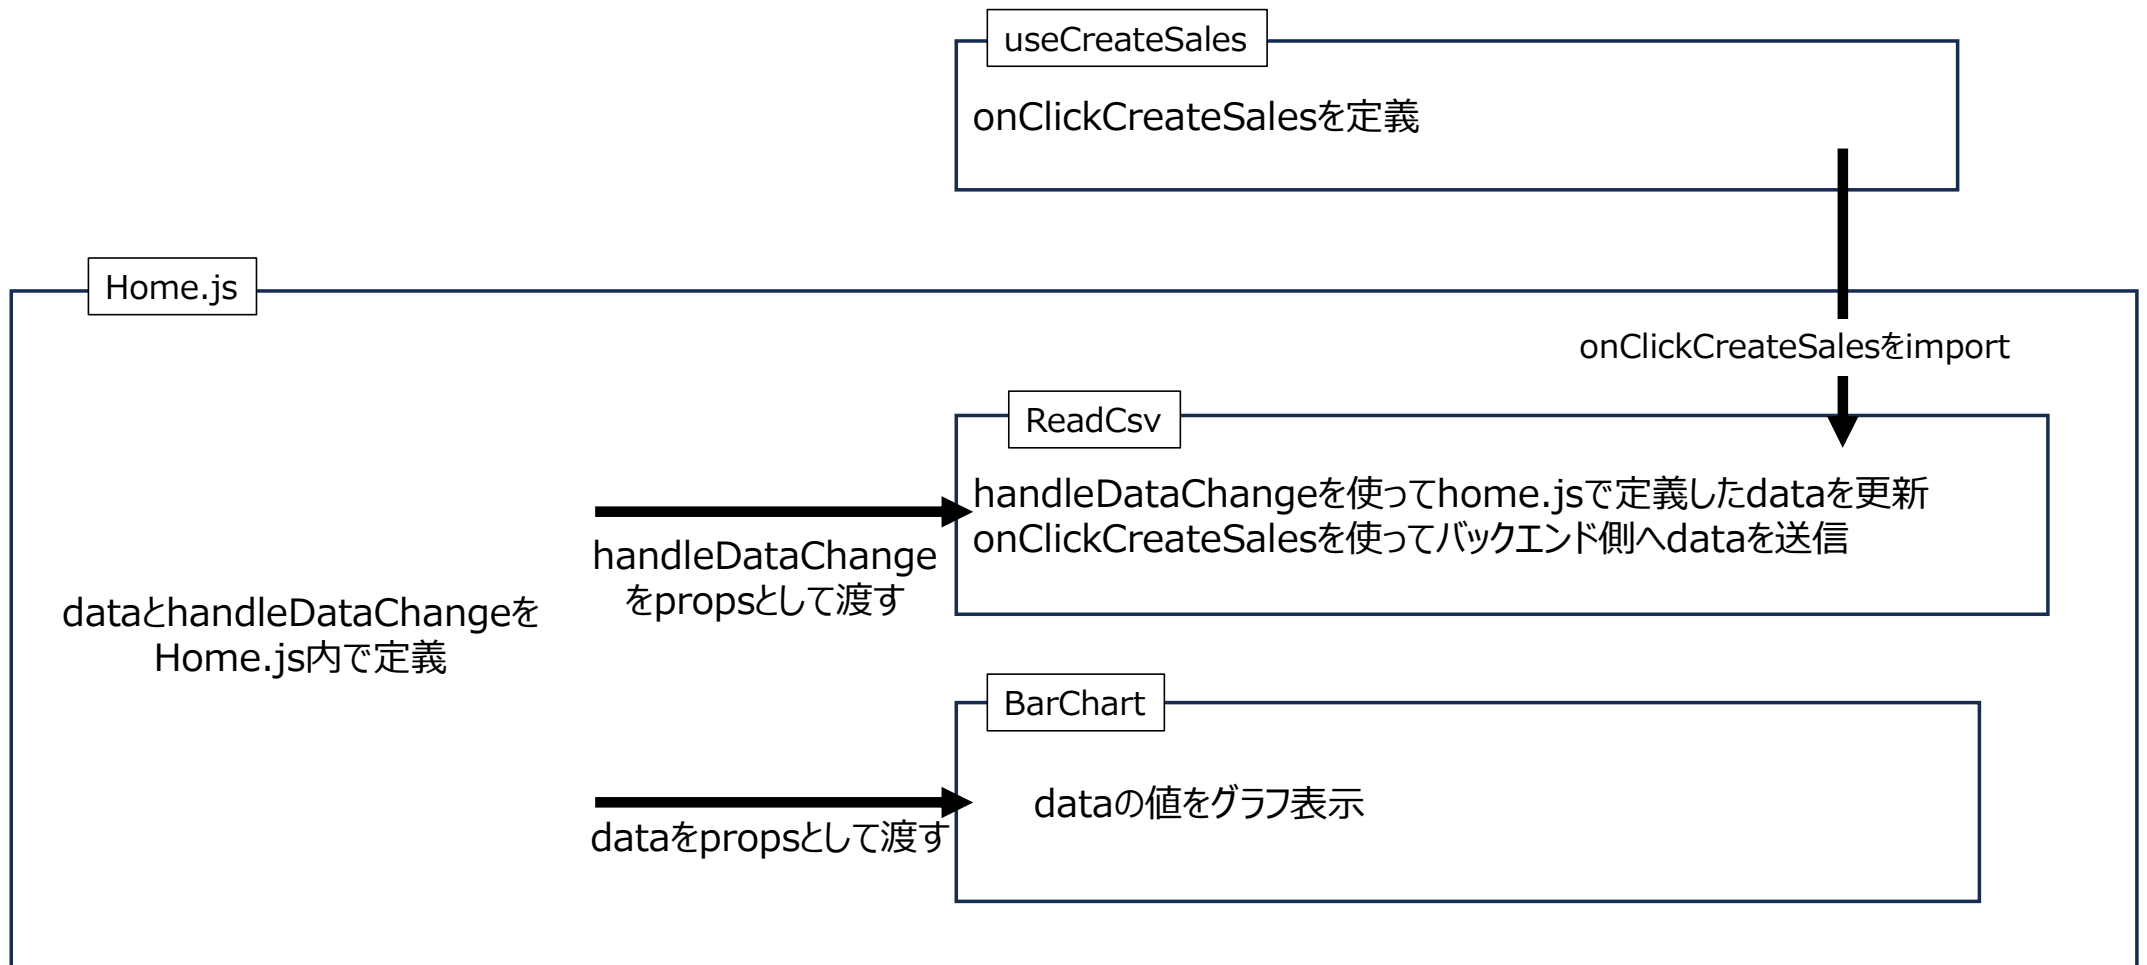 useCreateSales
onClickCreateSalesを定義
Home.js
onClickCreateSalesをimport
ReadCsv
handleDataChangeを使ってhome.jsで定義したdataを更新
onClickCreateSalesを使ってバックエンド側へdataを送信
handleDataChange
をpropsとして渡す
dataとhandleDataChangeを
Home.js内で定義
BarChart
dataの値をグラフ表示
dataをpropsとして渡す